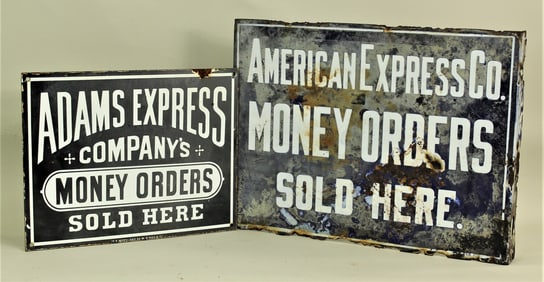 ADAMS EXPRESS
COMPANY'S
MONEY ORDERS
SOLD HERE
AMERICAN EXPRESS CO.
MONEY ORDERS
SOLD HERE.